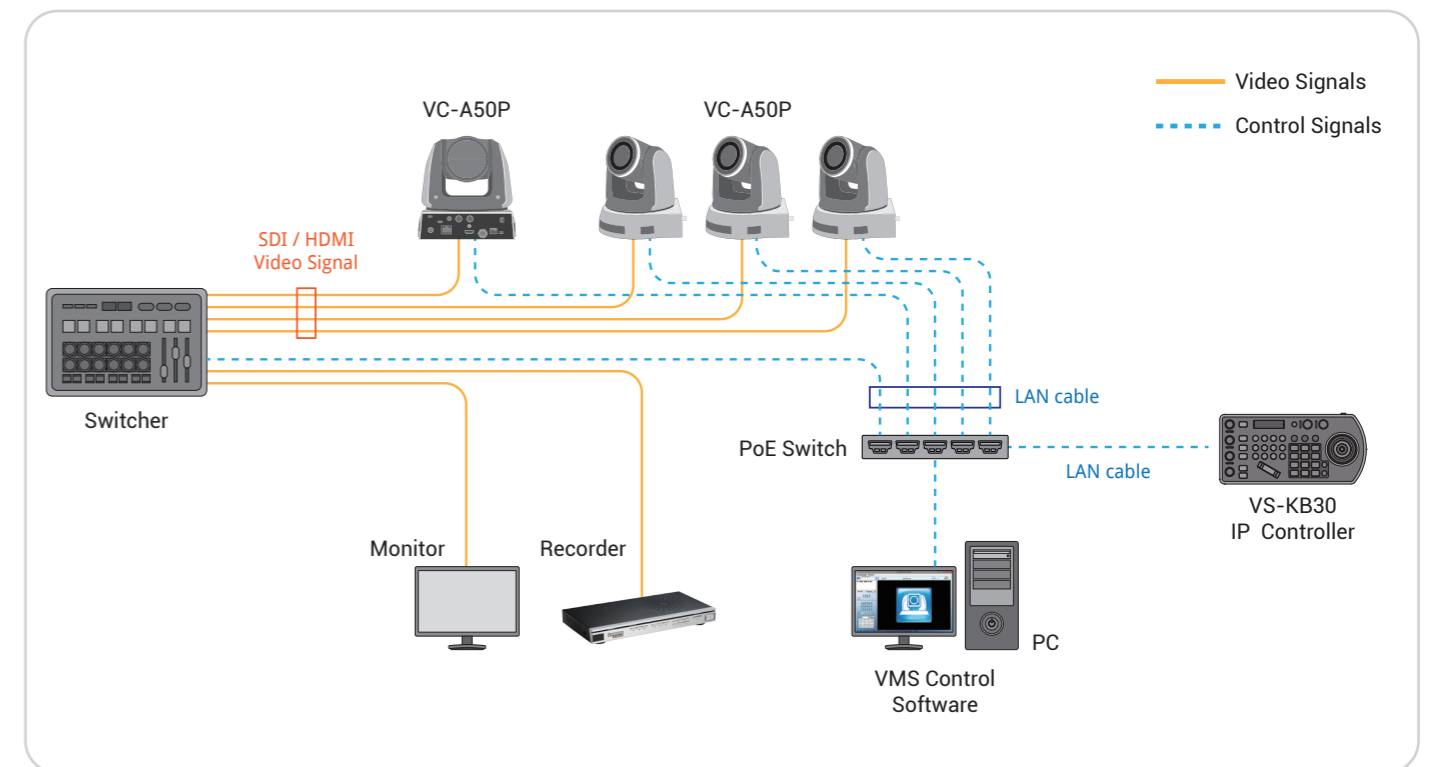 Video Signals
Control Signals
VC-A50P
VC-A50P
SDI / HDMI
Video Signal
Switcher
LAN cable
PoE Switch
LAN cable
VS-KB30
IP Controller
Monitor
Recorder
PC
VMS Control
Software